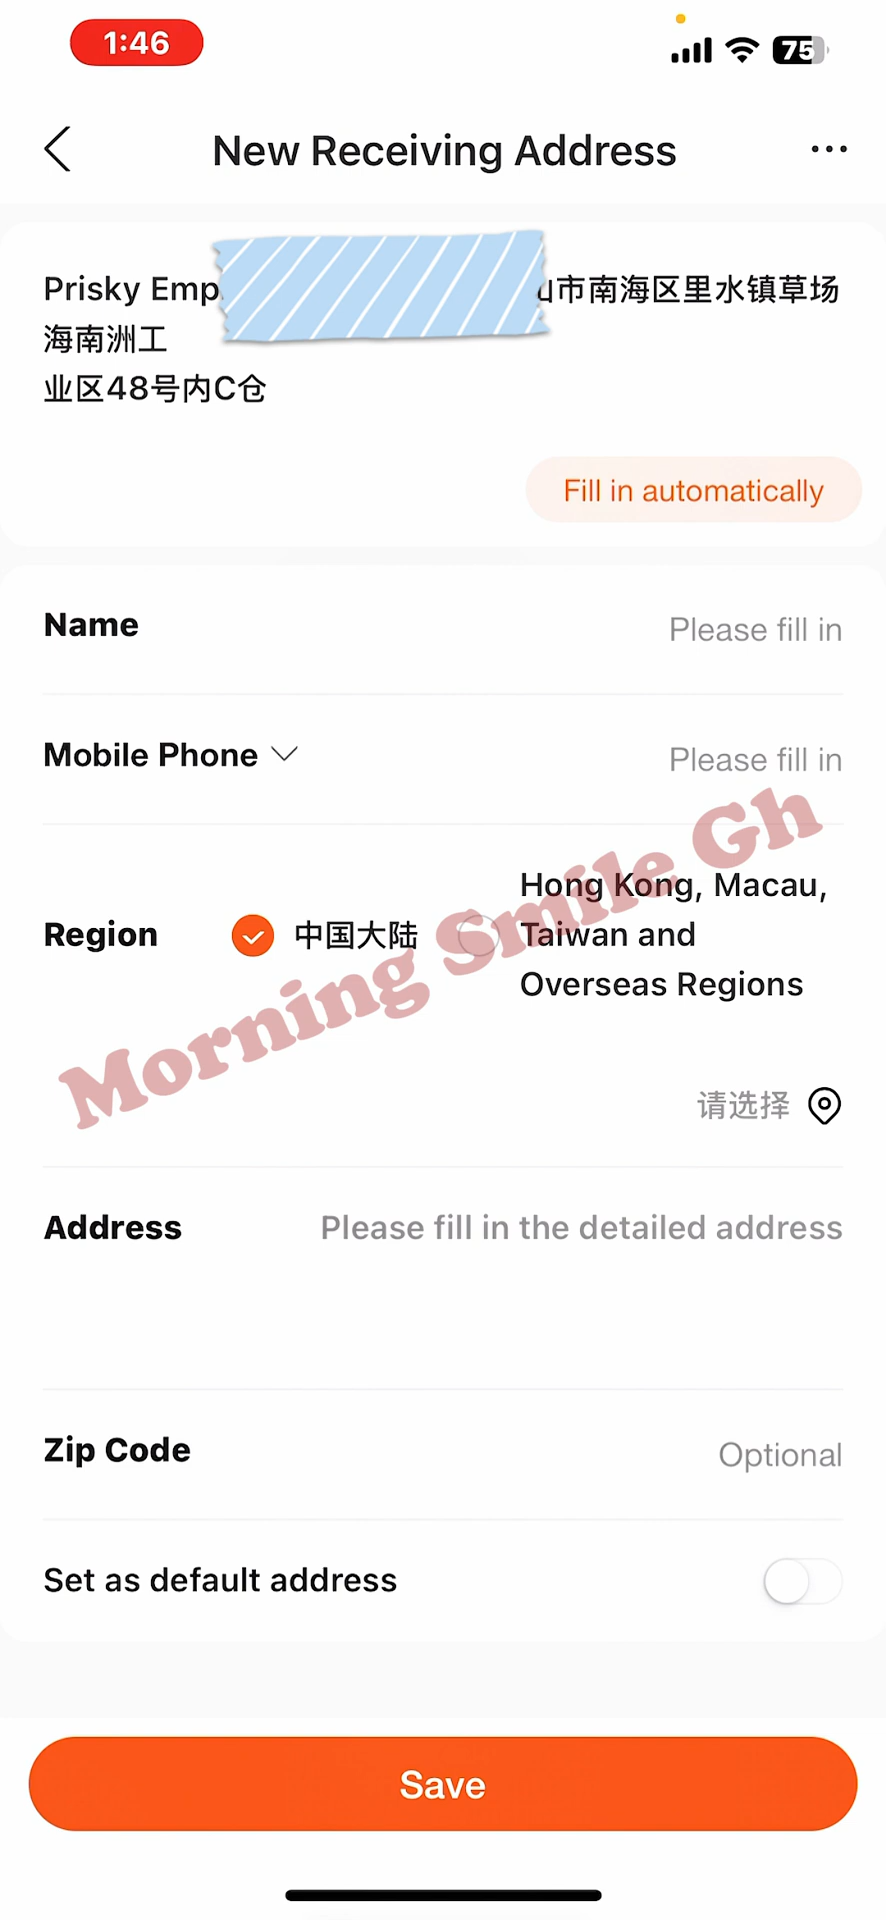 1:46
75
New Receiving Address
Prisky Emp 市南海区里水镇草场
海南洲工
业区48号内C仓
Fill in automatically
Name
Please fill in
Mobile Phone
Please fill in
Region
中国大陆
Hong Kong, Macau,
Taiwan and
Overseas Regions
Morning Smile Gh
请选择
Address
Please fill in the detailed address
Zip Code
Optional
Set as default address
Save